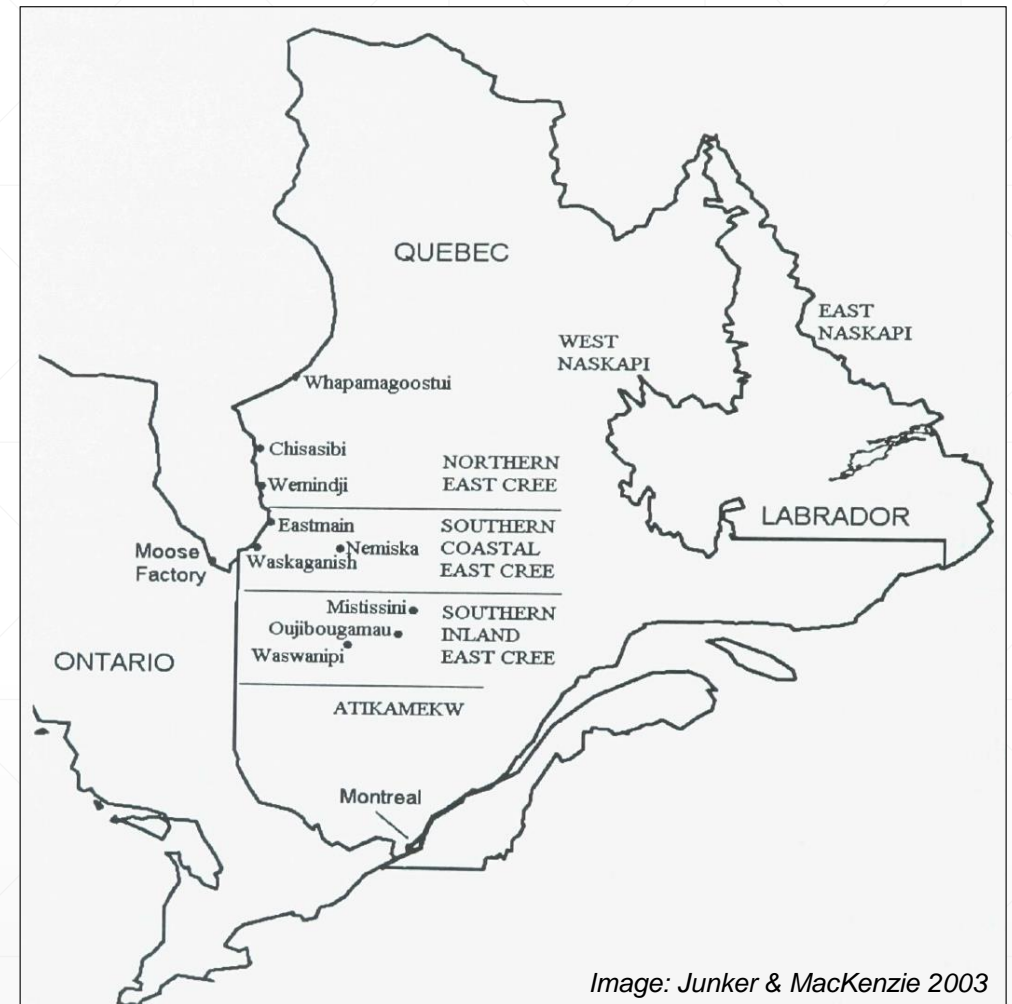 QUEBEC
EAST
NASKAPI
WEST
NASKAPI
Whapamagoostui
Chisasibi
Wemindji
NORTHERN
EAST CREE
Eastmain
Waskaganish
Nemiska
SOUTHERN
COASTAL
EAST CREE
LABRADOR
Moose
Factory
Mistissini
Oujibougamau
Waswanipi
SOUTHERN
INLAND
EAST CREE
ONTARIO
ATIKAMEKW
Montreal
Image: Junker & MacKenzie 2003